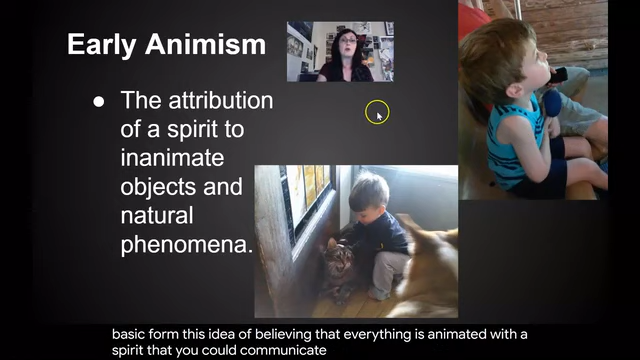 Early Animism
● The attribution
of a spirit to
inanimate
objects and
natural
phenomena.
basic form this idea of believing that everything is animated with a
spirit that you could communicate